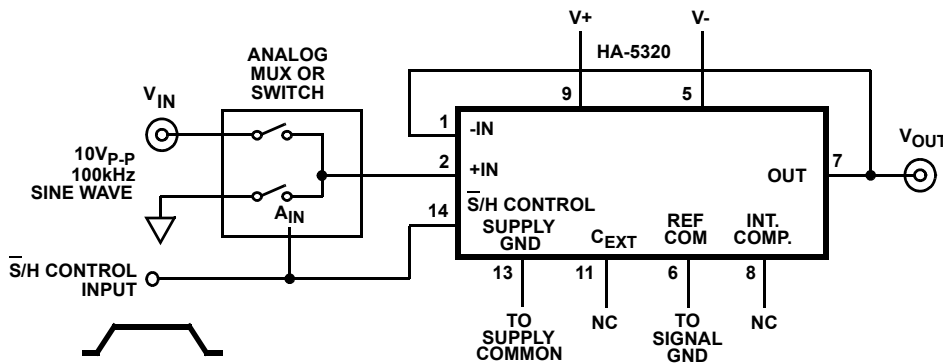 V+
V-
HA-5320
ANALOG
MUX OR
SWITCH
V_IN
10V_P-P
100kHz
SINE WAVE
A_IN
9
5
1
-IN
2
+IN
14
S̅/H CONTROL
SUPPLY
GND
C_EXT
REF
COM
INT.
COMP.
OUT
7
V_OUT
S̅/H CONTROL
INPUT
13
11
6
8
TO
SUPPLY
COMMON
NC
TO
SIGNAL
GND
NC